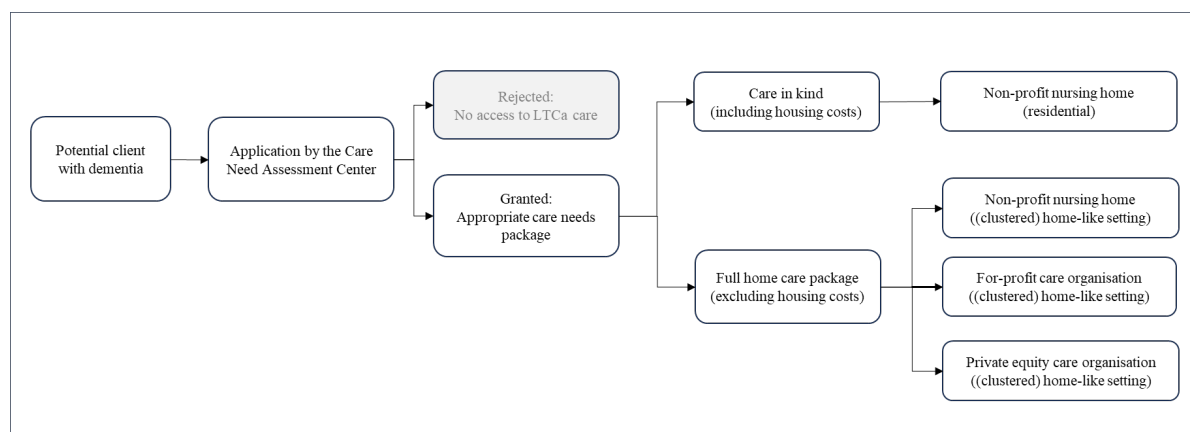 Potential client
with dementia
Application by the Care
Need Assessment Center
Rejected:
No access to LTCa care
Granted:
Appropriate care needs
package
Care in kind
(including housing costs)
Full home care package
(excluding housing costs)
Non-profit nursing home
(residential)
Non-profit nursing home
((clustered) home-like setting)
For-profit care organisation
((clustered) home-like setting)
Private equity care organisation
((clustered) home-like setting)